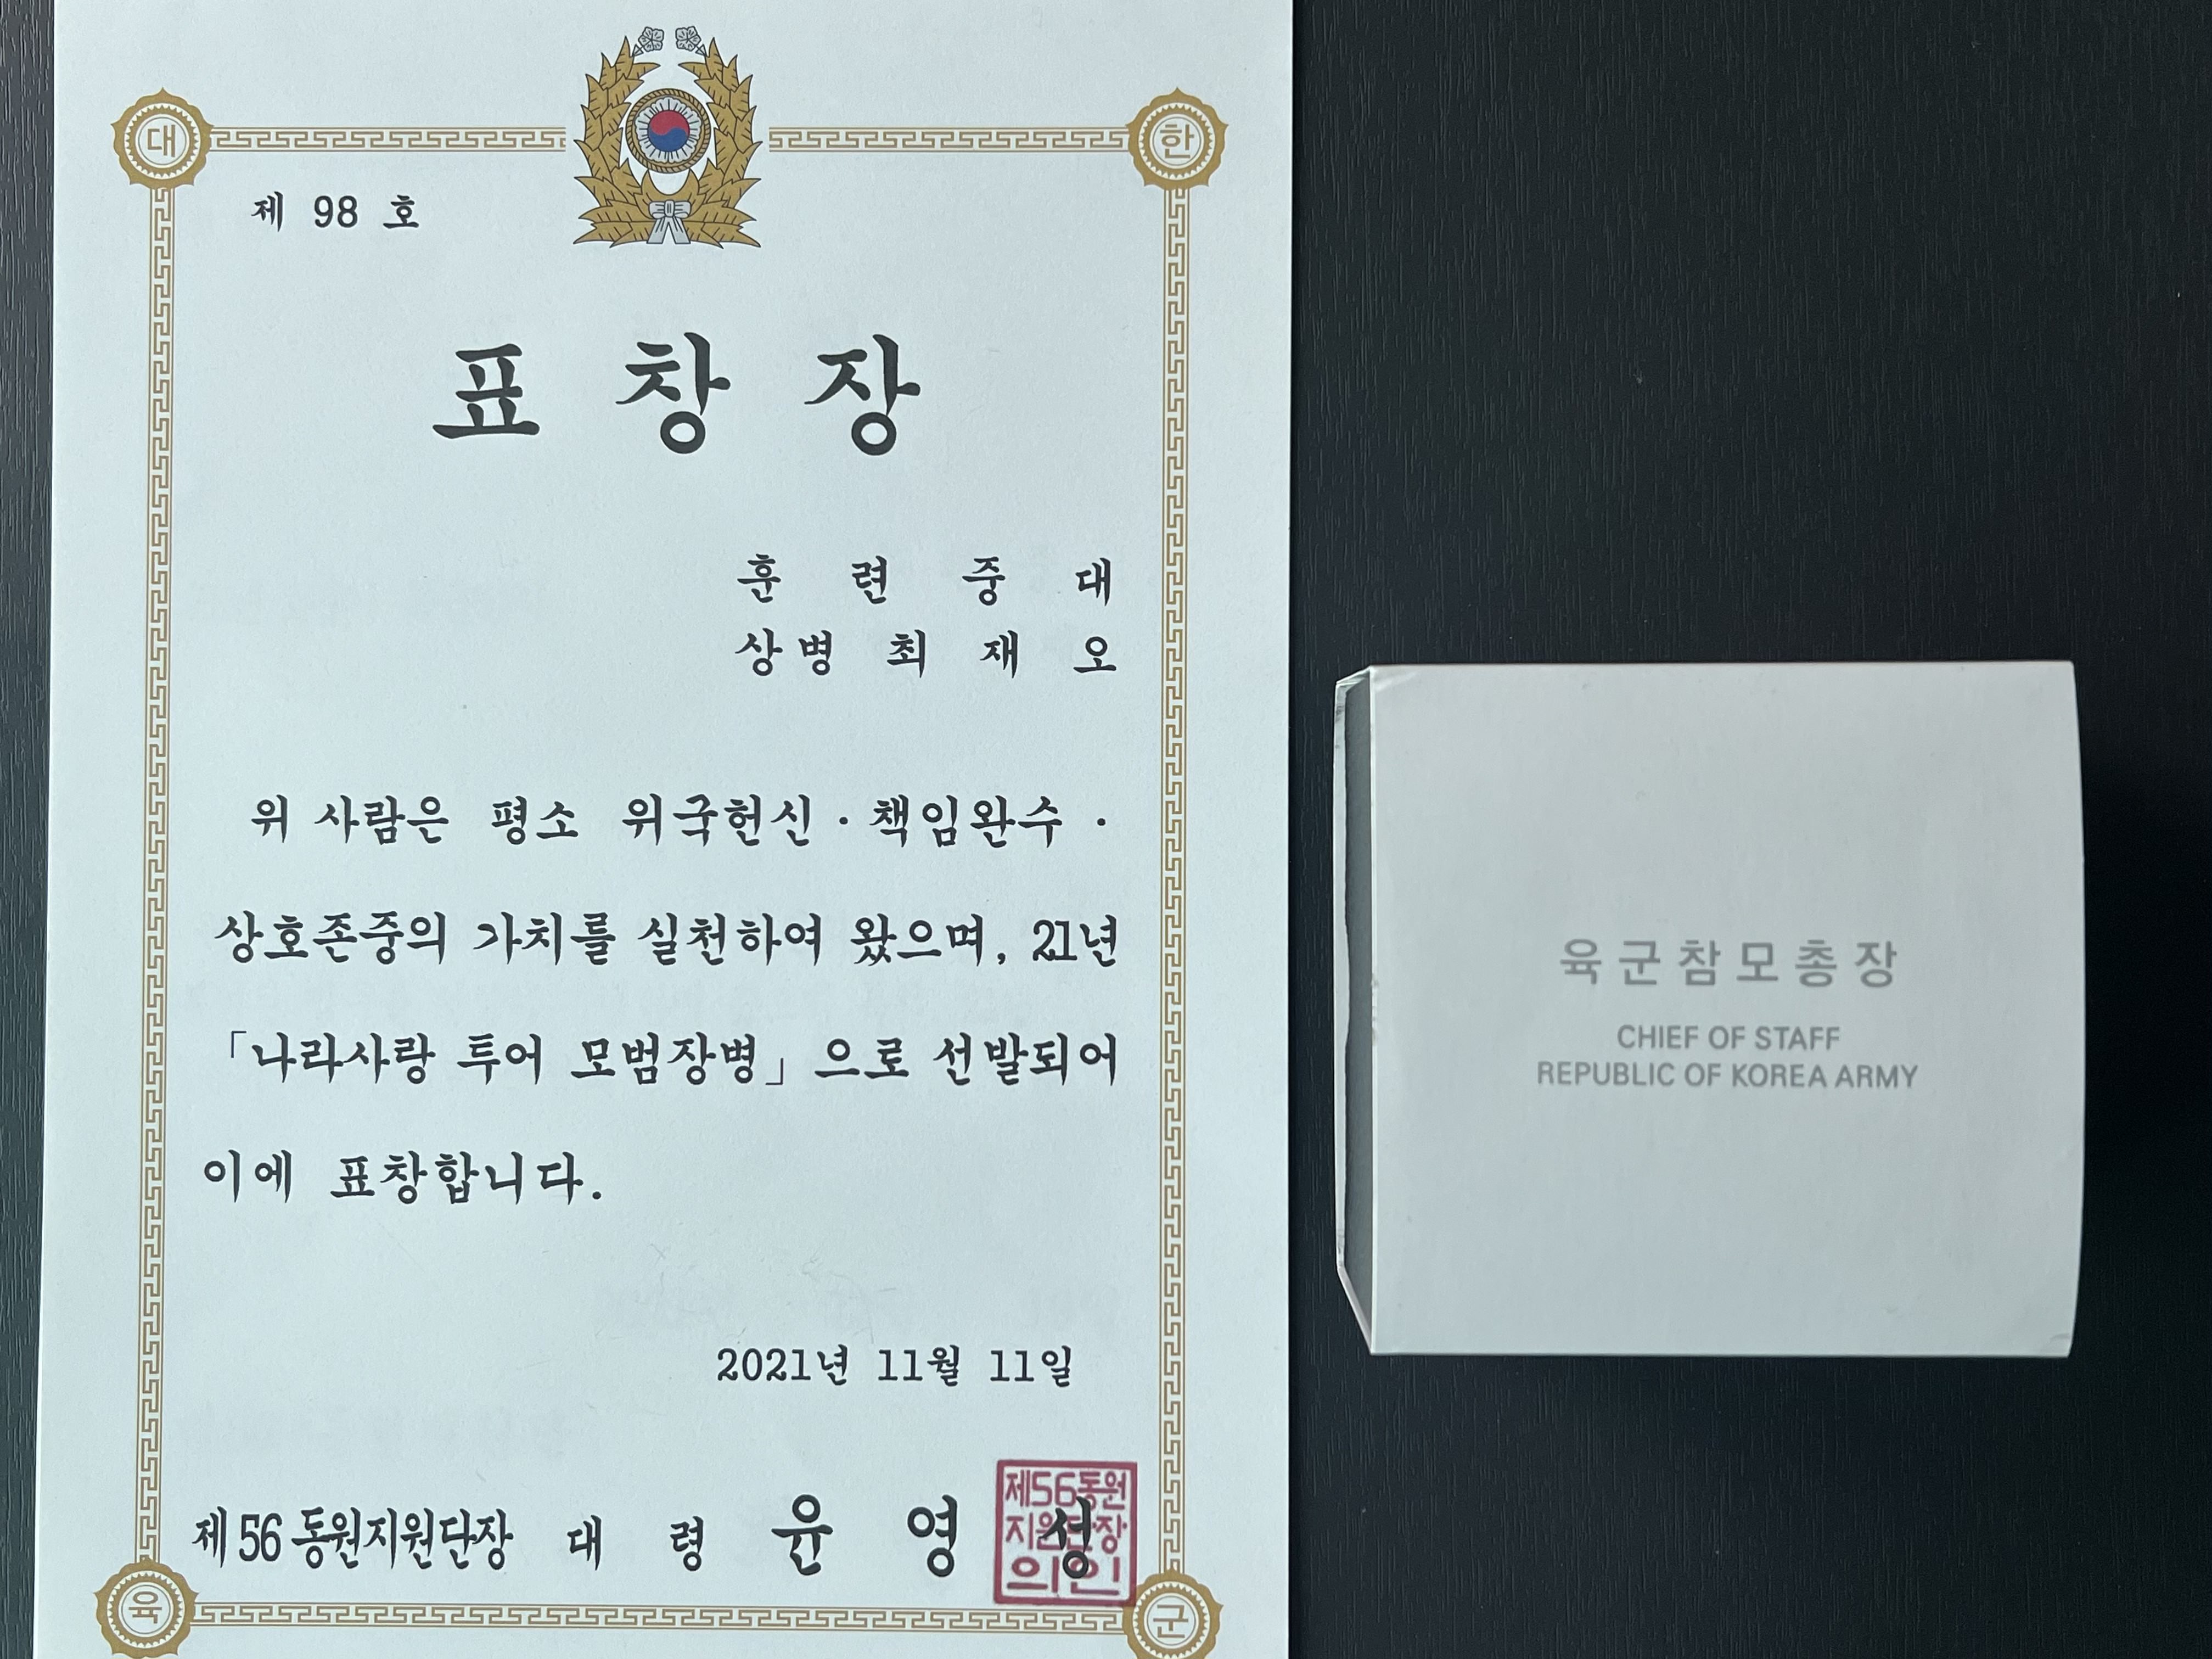 대 한
제 98 호
표 창 장
훈 련 중 대
상병 최 재 오
위 사람은 평소 위국헌신 · 책임완수 ·
상호존중의 가치를 실천하여 왔으며, 21년
「나라사랑 투어 모범장병」으로 선발되어
이에 표창합니다.
2021년 11월 11일
제56동원지원단장 대 령 윤 영 성
제56동원
지원단장
의인
육 군
육군참모총장
CHIEF OF STAFF
REPUBLIC OF KOREA ARMY